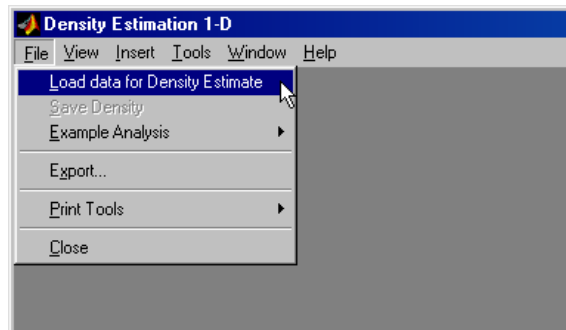 Density Estimation 1-D
File View Insert Tools Window Help
Load data for Density Estimate
Save Density
Example Analysis
Export...
Print Tools
Close